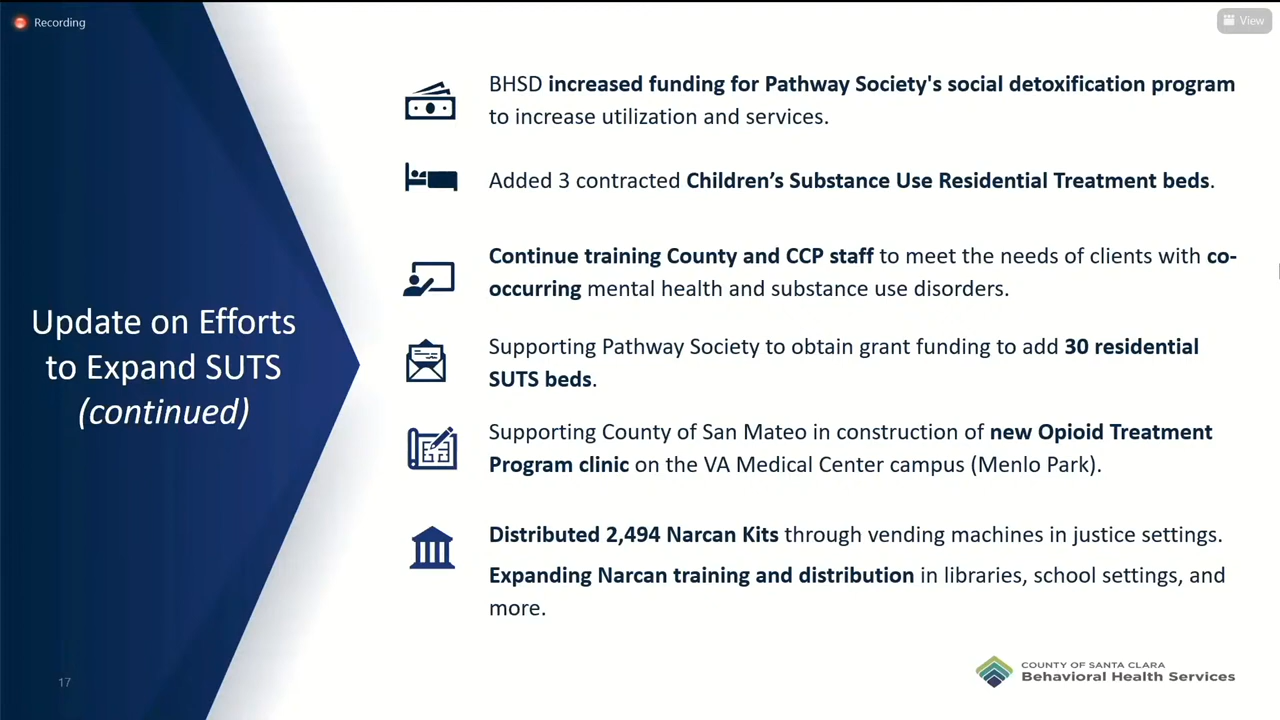 Recording
View
BHSD increased funding for Pathway Society's social detoxification program
to increase utilization and services.
Added 3 contracted Children’s Substance Use Residential Treatment beds.
Continue training County and CCP staff to meet the needs of clients with co-
occurring mental health and substance use disorders.
Update on Efforts
to Expand SUTS
(continued)
Supporting Pathway Society to obtain grant funding to add 30 residential
SUTS beds.
Supporting County of San Mateo in construction of new Opioid Treatment
Program clinic on the VA Medical Center campus (Menlo Park).
Distributed 2,494 Narcan Kits through vending machines in justice settings.
Expanding Narcan training and distribution in libraries, school settings, and
more.
17
COUNTY OF SANTA CLARA
Behavioral Health Services